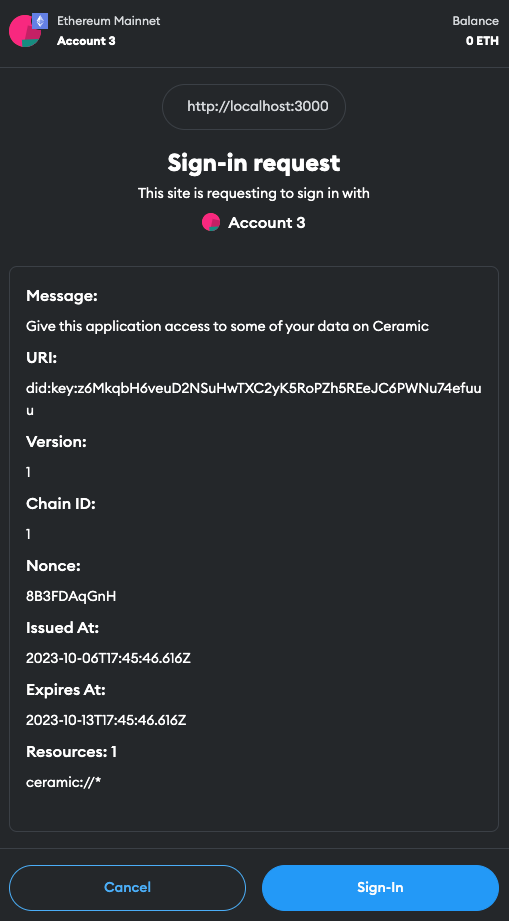 Ethereum Mainnet
Account 3
Balance
0 ETH
http://localhost:3000
Sign-in request
This site is requesting to sign in with
Account 3
Message:
Give this application access to some of your data on Ceramic
URI:
did:key:z6MkqbH6veuD2NSuHwTXC2yK5RoPZh5REeJC6PWNu74efuu
u
Version:
1
Chain ID:
1
Nonce:
8B3FDAqGnH
Issued At:
2023-10-06T17:45:46.616Z
Expires At:
2023-10-13T17:45:46.616Z
Resources: 1
ceramic://*
Cancel
Sign-In